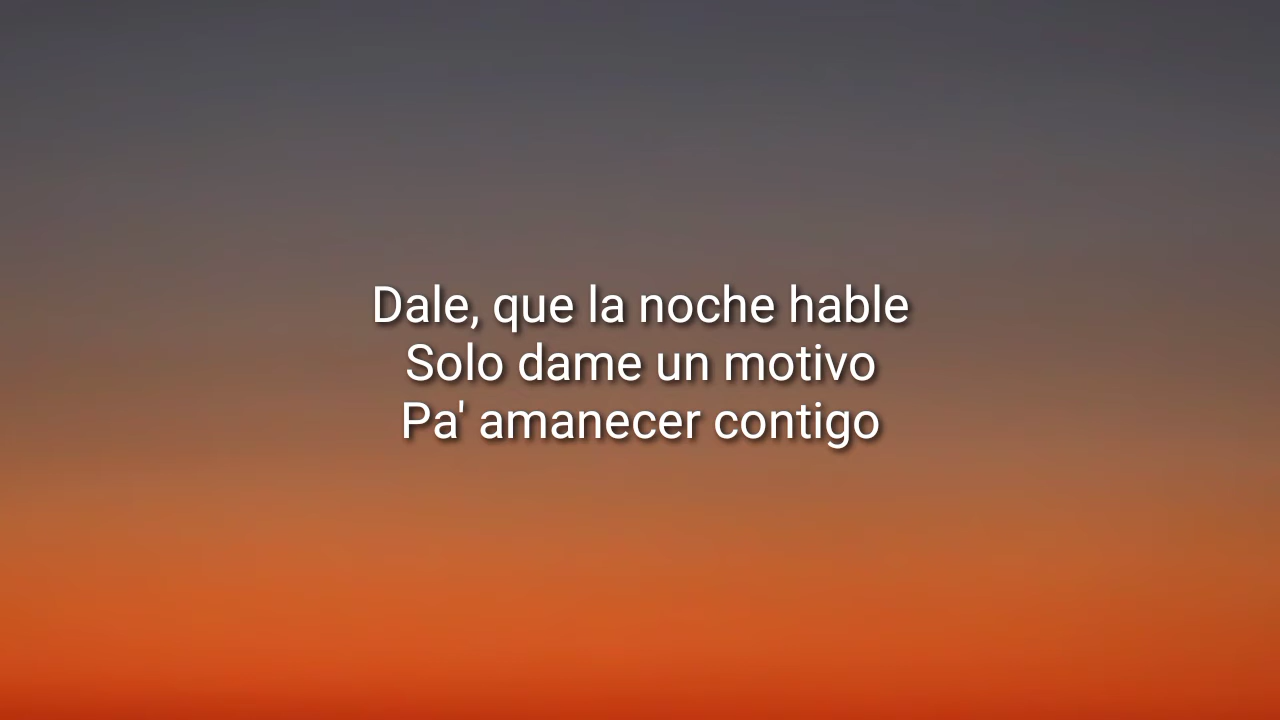 Dale, que la noche hable
Solo dame un motivo
Pa' amanecer contigo